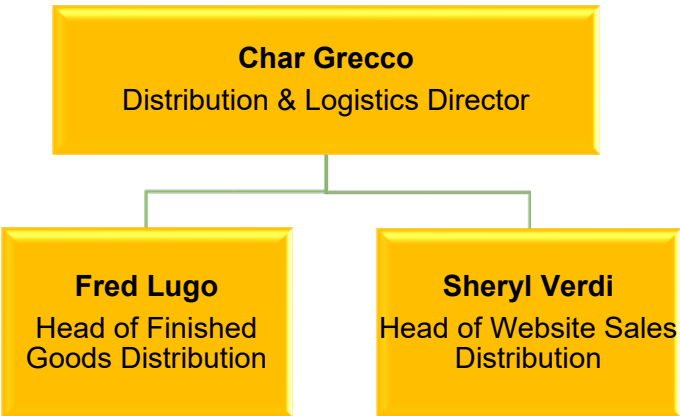 Char Grecco
Distribution & Logistics Director
Fred Lugo
Head of Finished
Goods Distribution
Sheryl Verdi
Head of Website Sales
Distribution